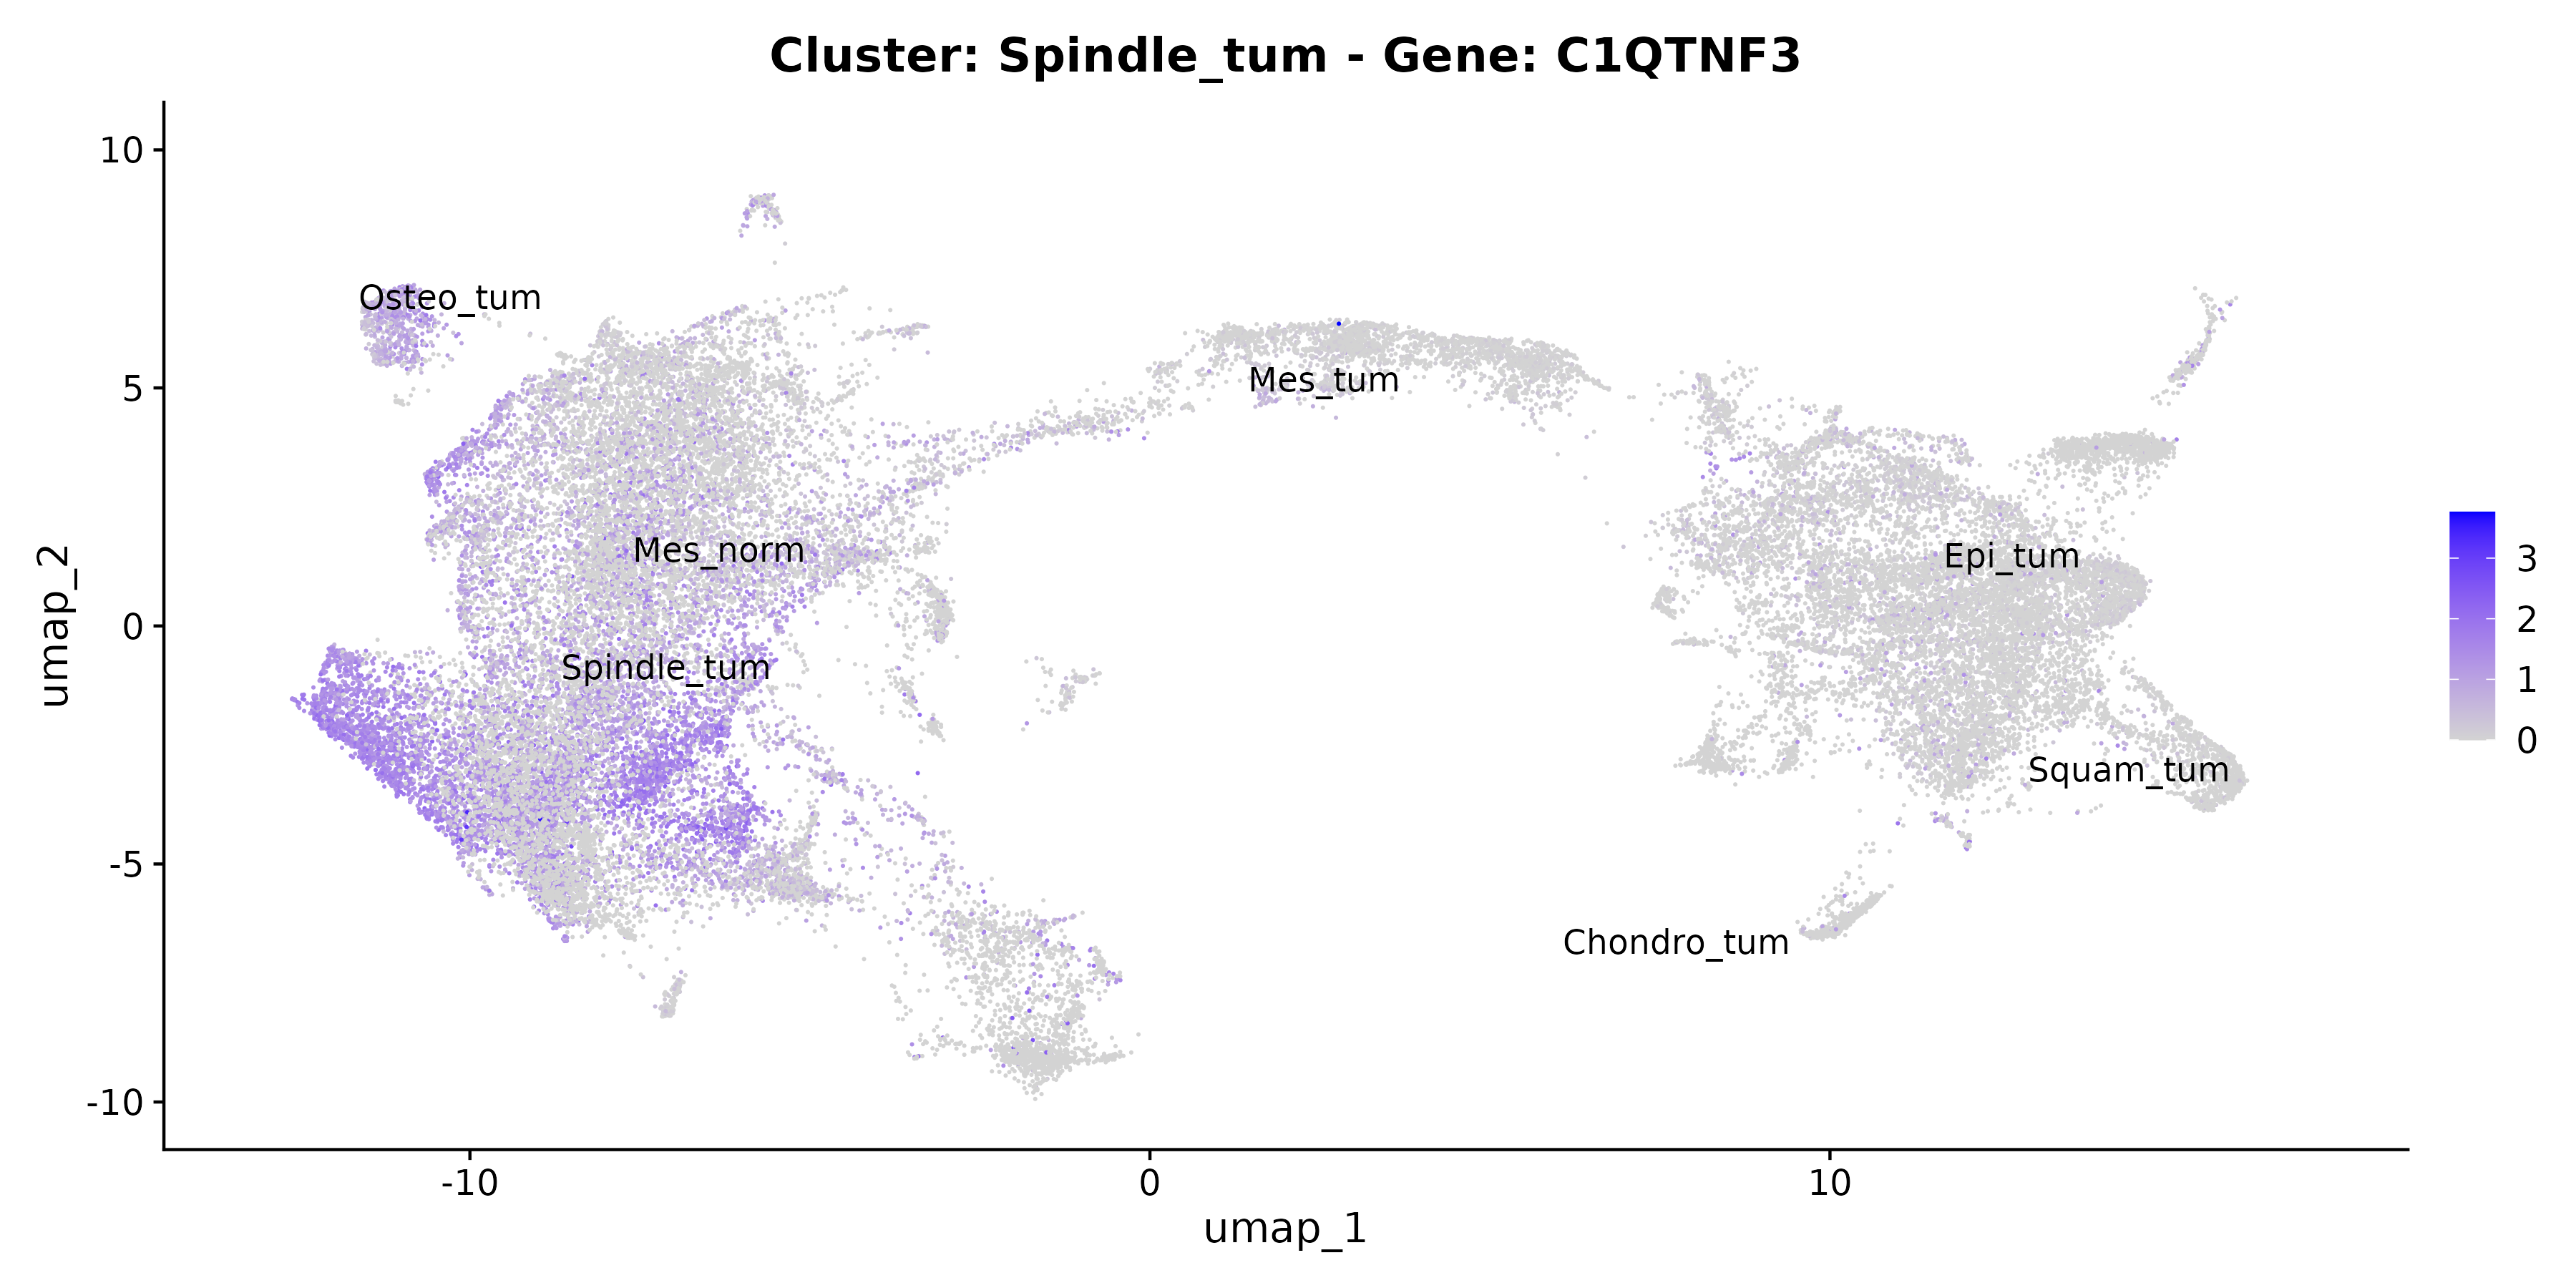 Cluster: Spindle_tum - Gene: C1QTNF3
10
5
0
-5
-10
umap_2
Osteo_tum
Mes_tum
Mes_norm
Epi_tum
Spindle_tum
Squam_tum
Chondro_tum
3
2
1
0
-10
0
10
umap_1